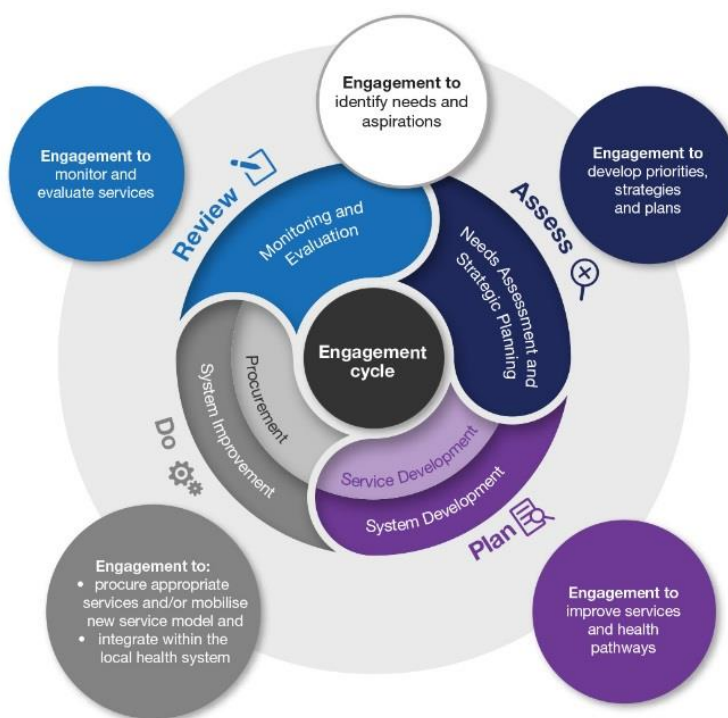 Engagement to
identify needs and
aspirations
Engagement to
monitor and
evaluate services
Engagement to
develop priorities,
strategies
and plans
Review
Assess
Monitoring and
Evaluation
Needs Assessment and
Strategic Planning
Engagement
cycle
Procurement
System Improvement
Service Development
System Development
Do
Plan
Engagement to:
• procure appropriate
services and/or mobilise
new service model and
• integrate within the
local health system
Engagement to
improve services
and health
pathways